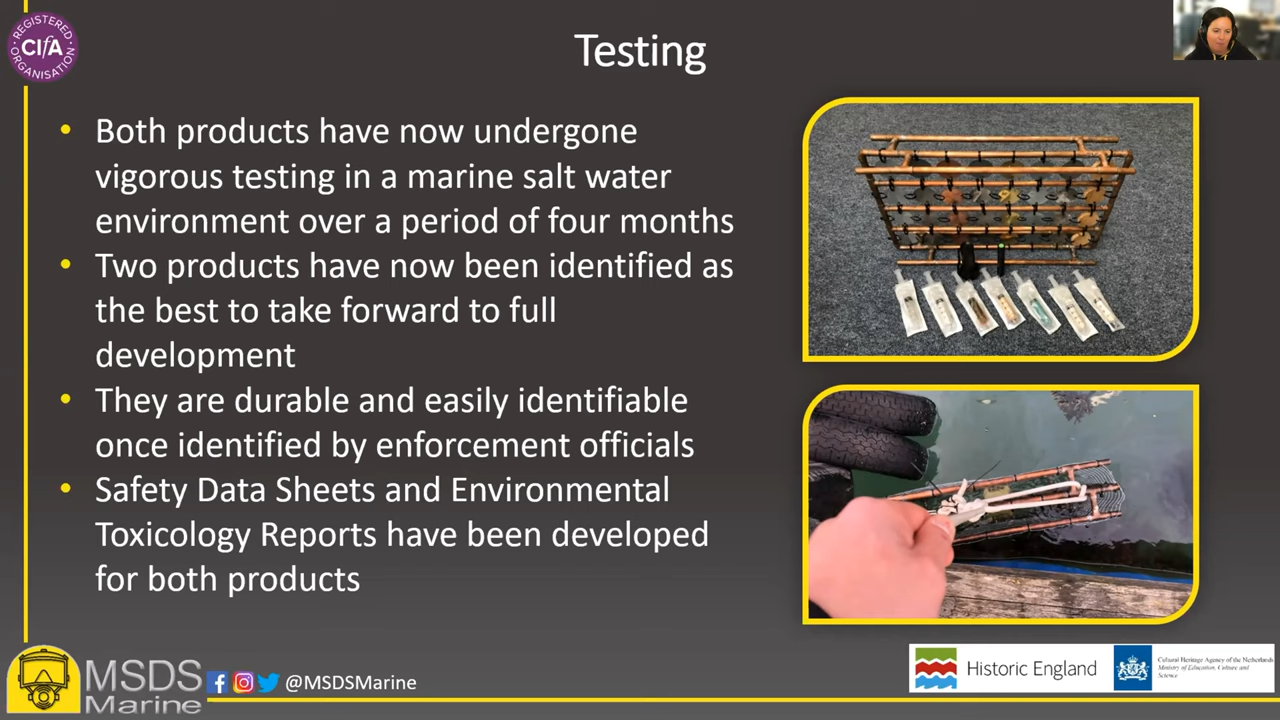 REGISTERED
CIfA
ORGANISATION
Testing
• Both products have now undergone
vigorous testing in a marine salt water
environment over a period of four months
• Two products have now been identified as
the best to take forward to full
development
• They are durable and easily identifiable
once identified by enforcement officials
• Safety Data Sheets and Environmental
Toxicology Reports have been developed
for both products
MSDS
Marine
@MSDSMarine
Historic England
Cultural Heritage Agency of the Netherlands
Ministry of Education, Culture and
Science